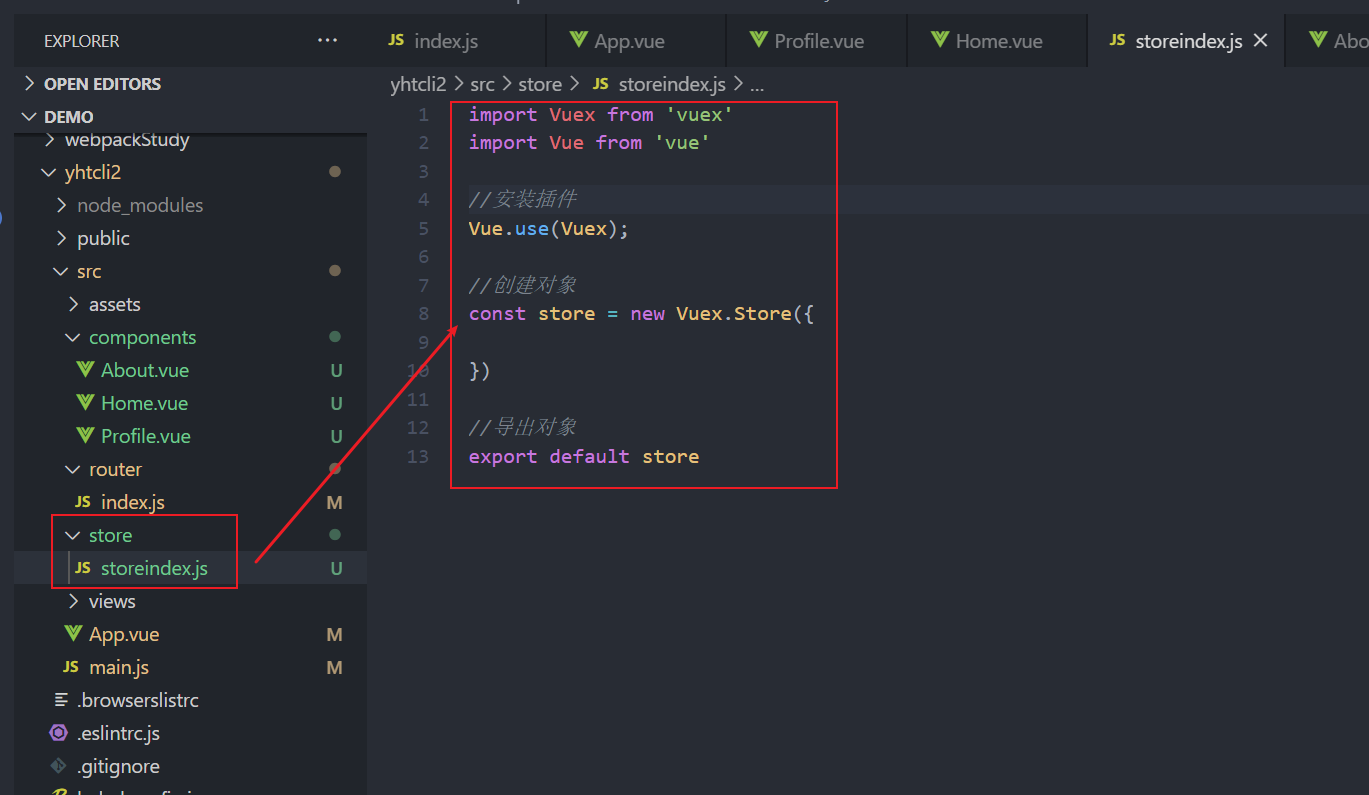 EXPLORER ...
JS index.js App.vue Profile.vue Home.vue JS storeindex.js Abo
OPEN EDITORS
yhtcli2 > src > store > JS storeindex.js > ...
DEMO
webpackStudy
yhtcli2
node_modules
public
src
assets
components
About.vue U
Home.vue U
Profile.vue U
router
JS index.js M
store
JS storeindex.js U
views
App.vue M
JS main.js M
.browserslistrc
.eslintrc.js
.gitignore
1 import Vuex from 'vuex'
2 import Vue from 'vue'
3
4 //安装插件
5 Vue.use(Vuex);
6
7 //创建对象
8 const store = new Vuex.Store({
9
10 })
11
12 //导出对象
13 export default store